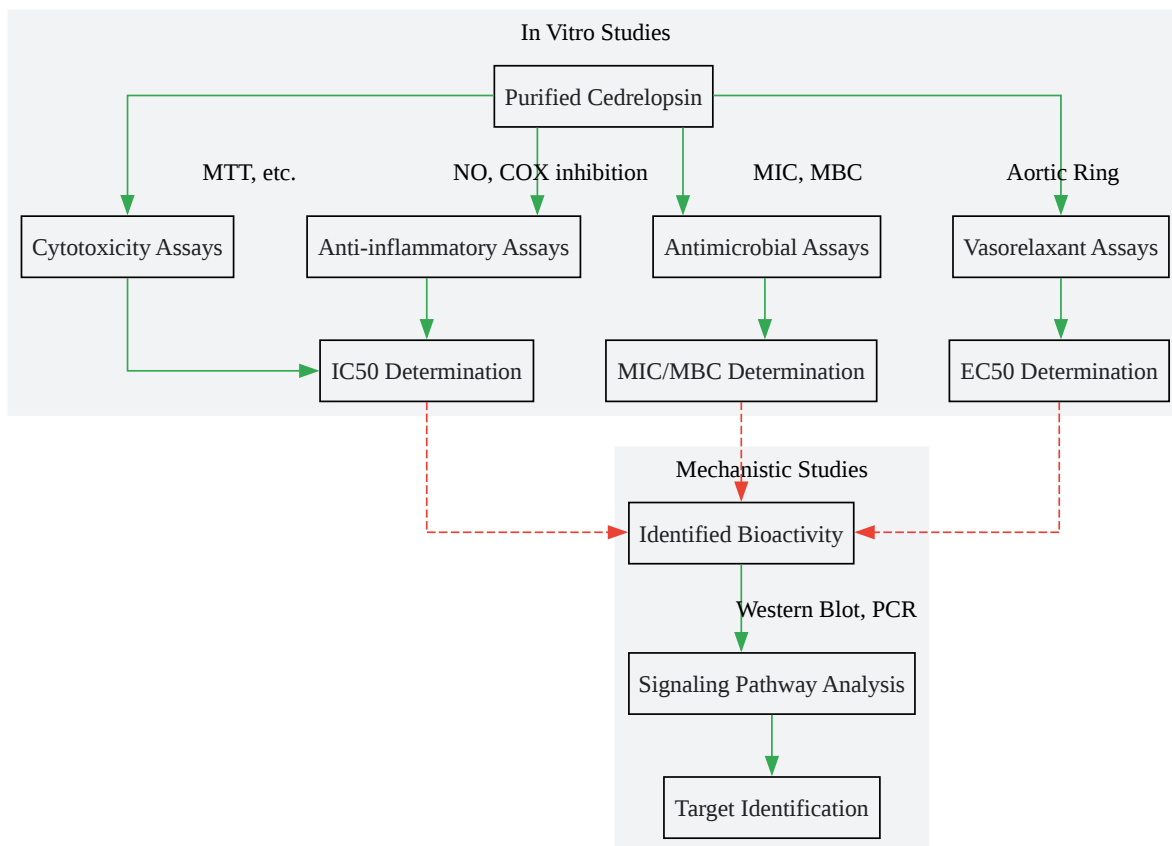 In Vitro Studies
Purified Cedrelopsin
MTT, etc.
NO, COX inhibition
MIC, MBC
Aortic Ring
Cytotoxicity Assays
Anti-inflammatory Assays
Antimicrobial Assays
Vasorelaxant Assays
IC50 Determination
MIC/MBC Determination
EC50 Determination
Mechanistic Studies
Identified Bioactivity
Western Blot, PCR
Signaling Pathway Analysis
Target Identification